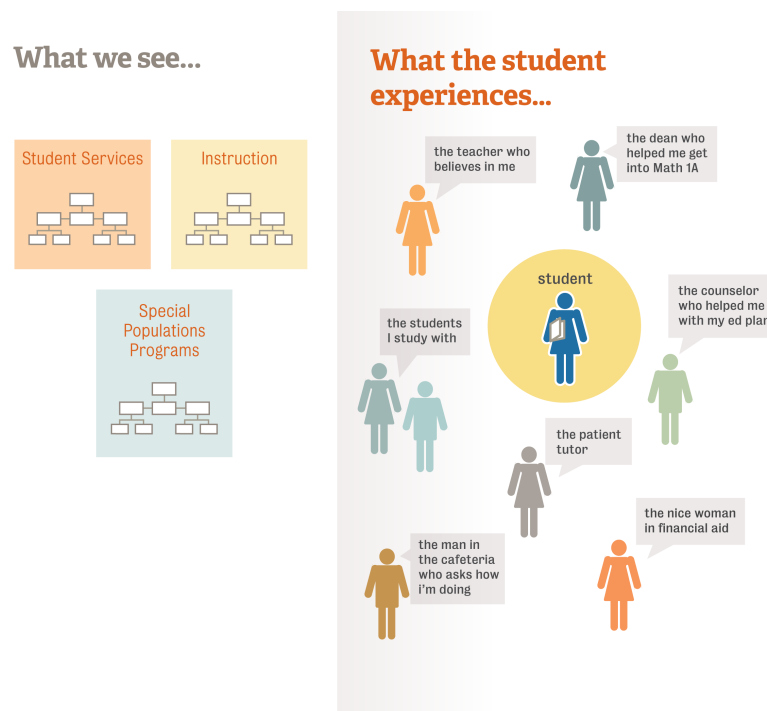 What we see...
Student Services
Instruction
Special
Populations
Programs
What the student
experiences...
the teacher who
believes in me
the dean who
helped me get
into Math 1A
student
the counselor
who helped me
with my ed plan
the students
I study with
the patient
tutor
the nice woman
in financial aid
the man in
the cafeteria
who asks how
i'm doing